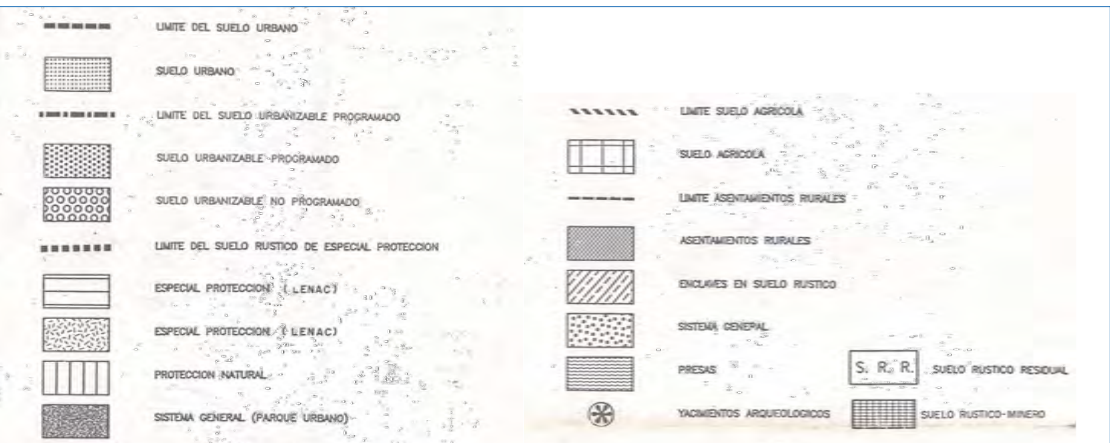 LIMITE DEL SUELO URBANO
SUELO URBANO
LIMITE DEL SUELO URBANIZABLE PROGRAMADO
SUELO URBANIZABLE PROGRAMADO
SUELO URBANIZABLE NO PROGRAMADO
LIMITE DEL SUELO RUSTICO DE ESPECIAL PROTECCION
ESPECIAL PROTECCION (LENAC)
ESPECIAL PROTECCION (LENAC)
PROTECCION NATURAL
SISTEMA GENERAL (PARQUE URBANO)
LIMITE SUELO AGRICOLA
SUELO AGRICOLA
LIMITE ASENTAMIENTOS RURALES
ASENTAMIENTOS RURALES
ENCLAVES EN SUELO RUSTICO
SISTEMA GENERAL
PRESAS
S. R. R. SUELO RUSTICO RESIDUAL
YACIMIENTOS ARQUEOLOGICOS
SUELO RUSTICO-MINERO